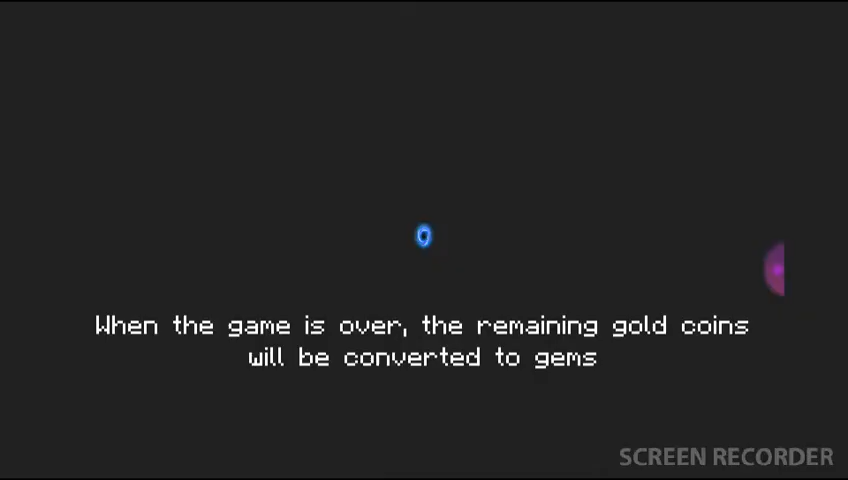 When the game is over, the remaining gold coins
will be converted to gems
SCREEN RECORDER